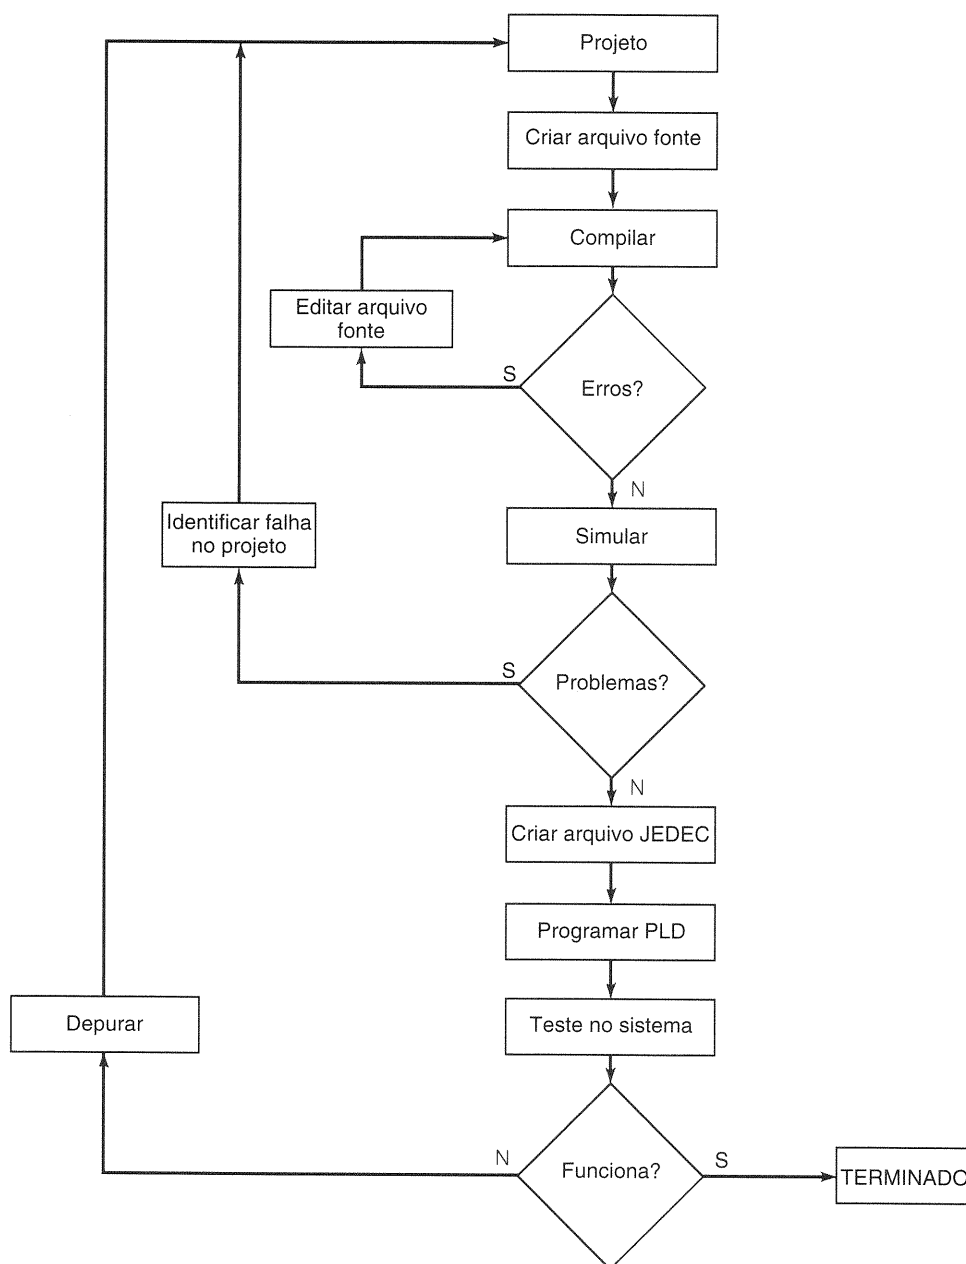 Projeto
Criar arquivo fonte
Compilar
Editar arquivo
fonte
S
Erros?
N
Identificar falha
no projeto
Simular
S
Problemas?
N
Criar arquivo JEDEC
Programar PLD
Depurar
Teste no sistema
N
Funciona?
S
TERMINADO